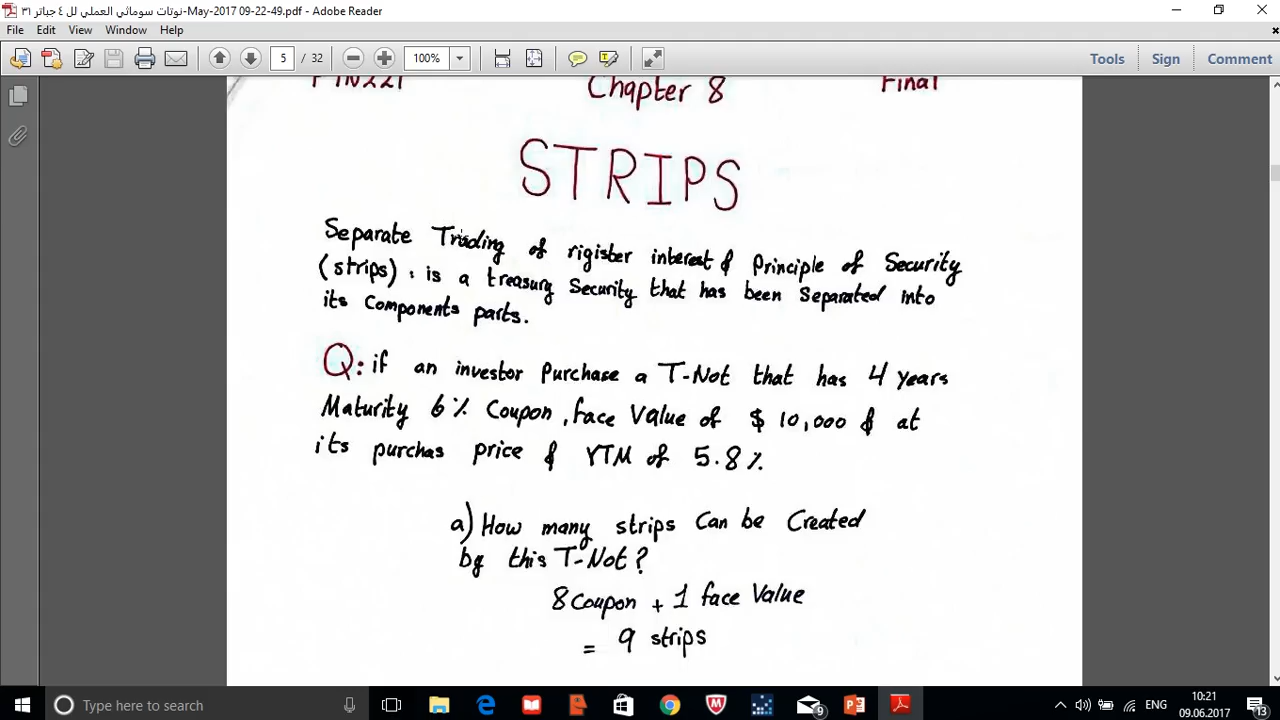 نوتات سوماثي العملي لل ٤ جباتر ٣١-May-2017 09-22-49.pdf - Adobe Reader
File Edit View Window Help
5 / 32 100% Tools Sign Comment
FIN221 Chapter 8 Final
STRIPS
Separate Trading of rigister interest & Principle of Security
(strips) : is a treasury Security that has been Separated into
its Components parts.
Q: if an investor Purchase a T-Not that has 4 years
Maturity 6% Coupon, face Value of $ 10,000 & at
its purchas price & YTM of 5.8%
a) How many strips Can be Created
by this T-Not?
8 Coupon + 1 face Value
= 9 strips
Type here to search
9
ENG
10:21
09.06.2017
13